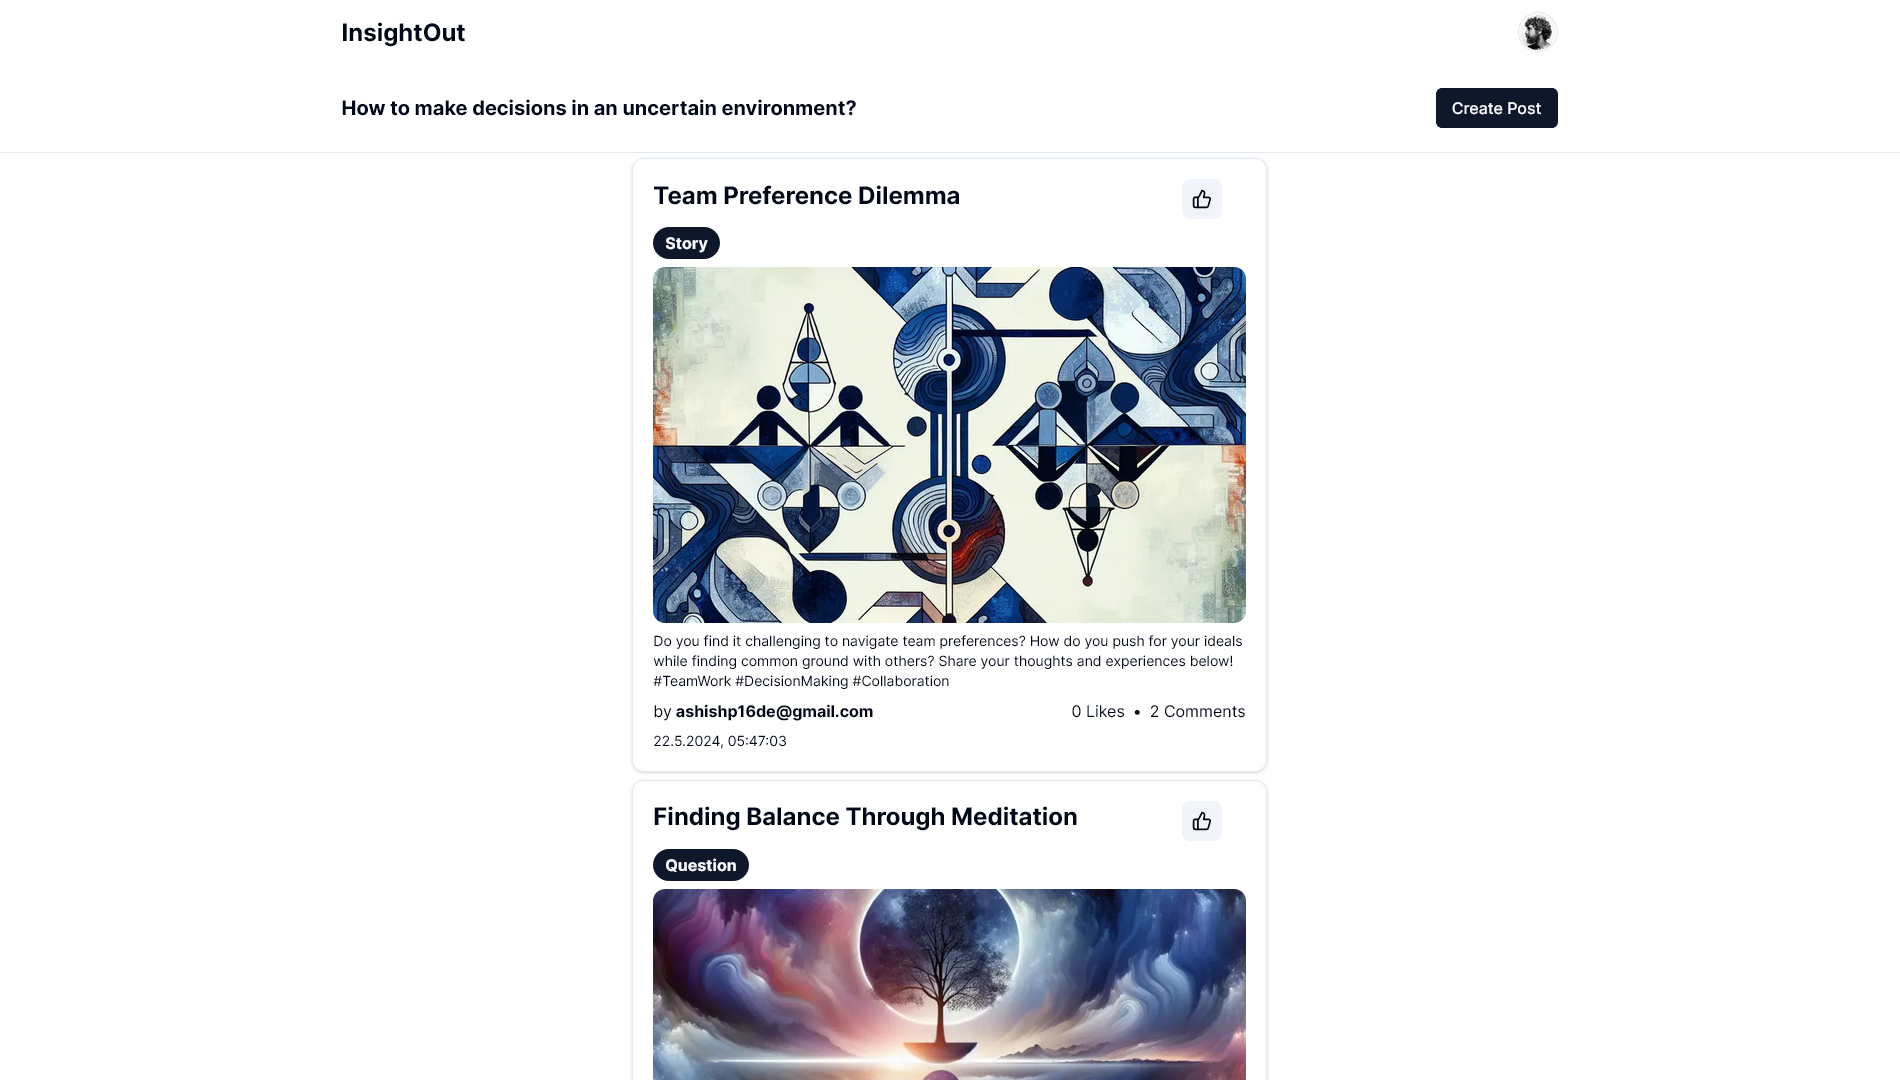 InsightOut
How to make decisions in an uncertain environment?
Create Post
Team Preference Dilemma
Story
Do you find it challenging to navigate team preferences? How do you push for your ideals
while finding common ground with others? Share your thoughts and experiences below!
#TeamWork #DecisionMaking #Collaboration
by ashishp16de@gmail.com
0 Likes • 2 Comments
22.5.2024, 05:47:03
Finding Balance Through Meditation
Question